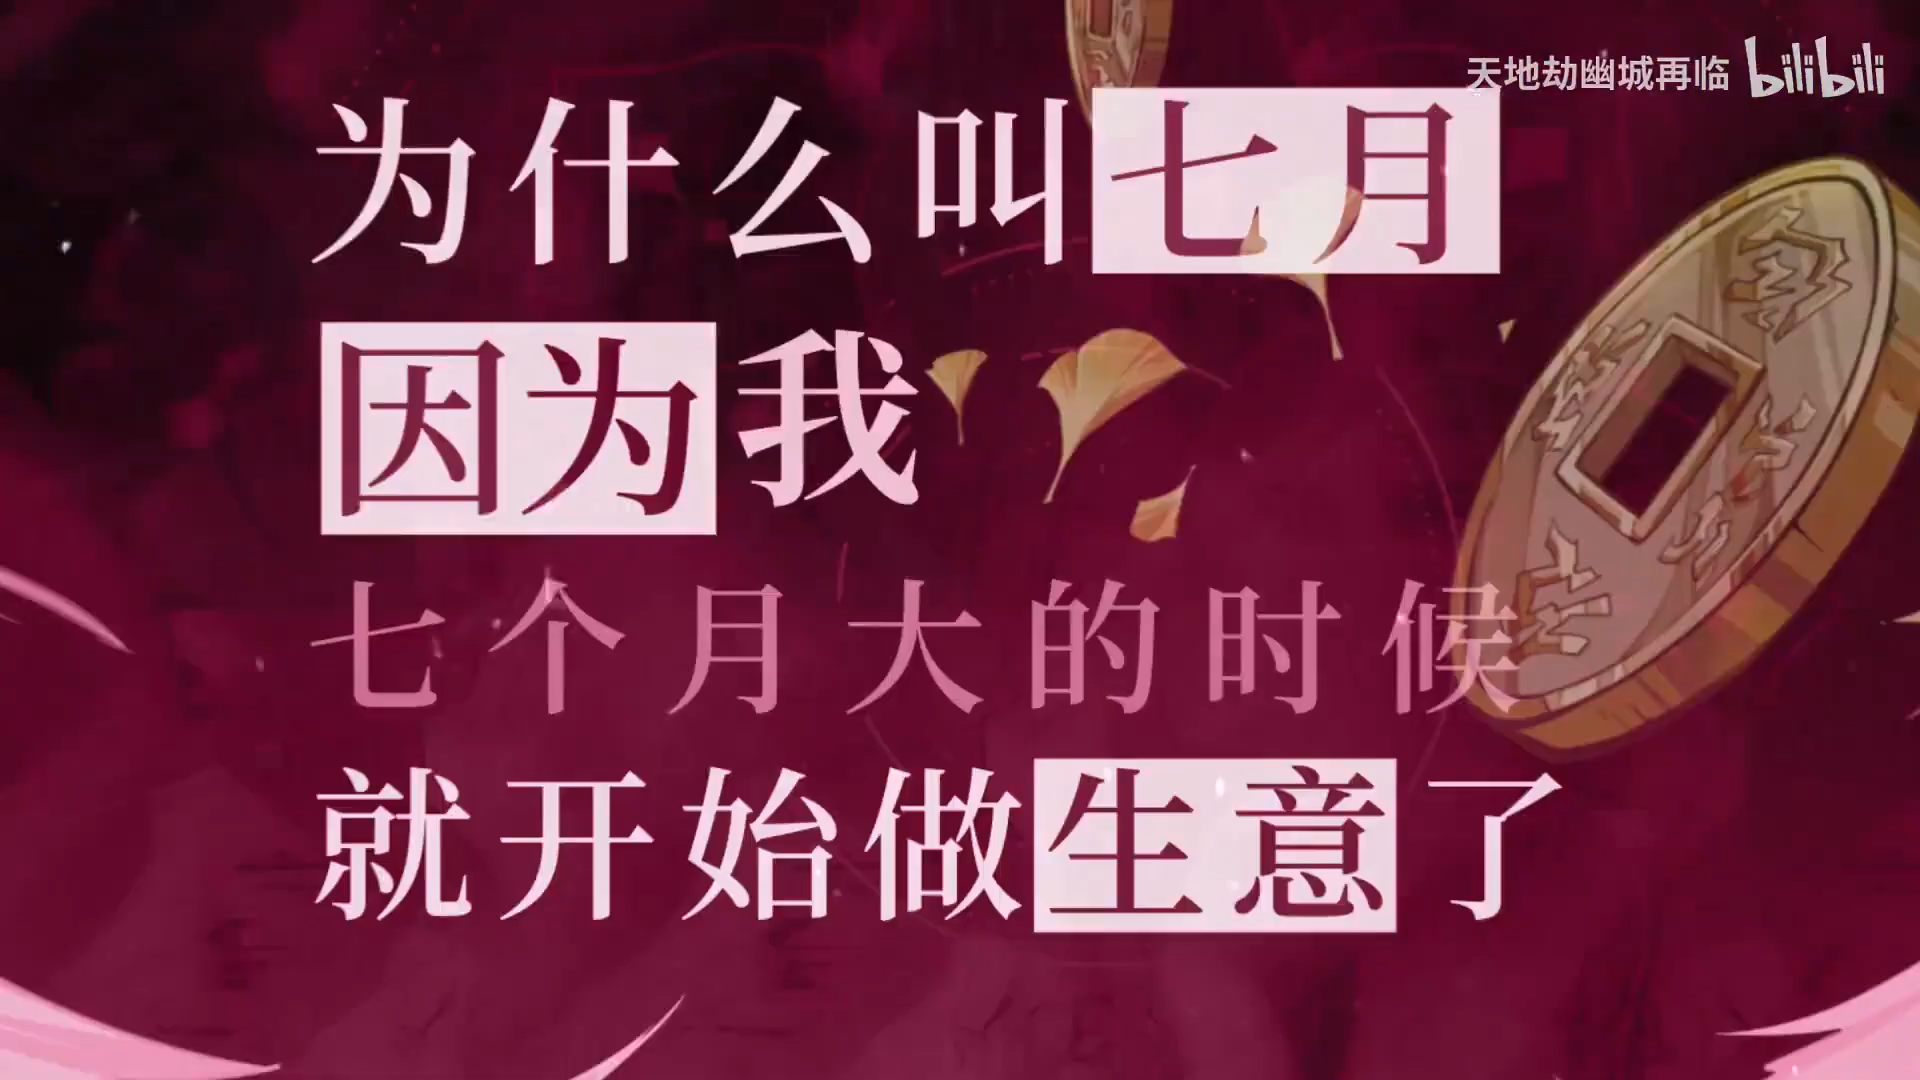 天地劫幽城再临 bilibili
为什么叫七月
因为我
七个月大的时候
就开始做生意了